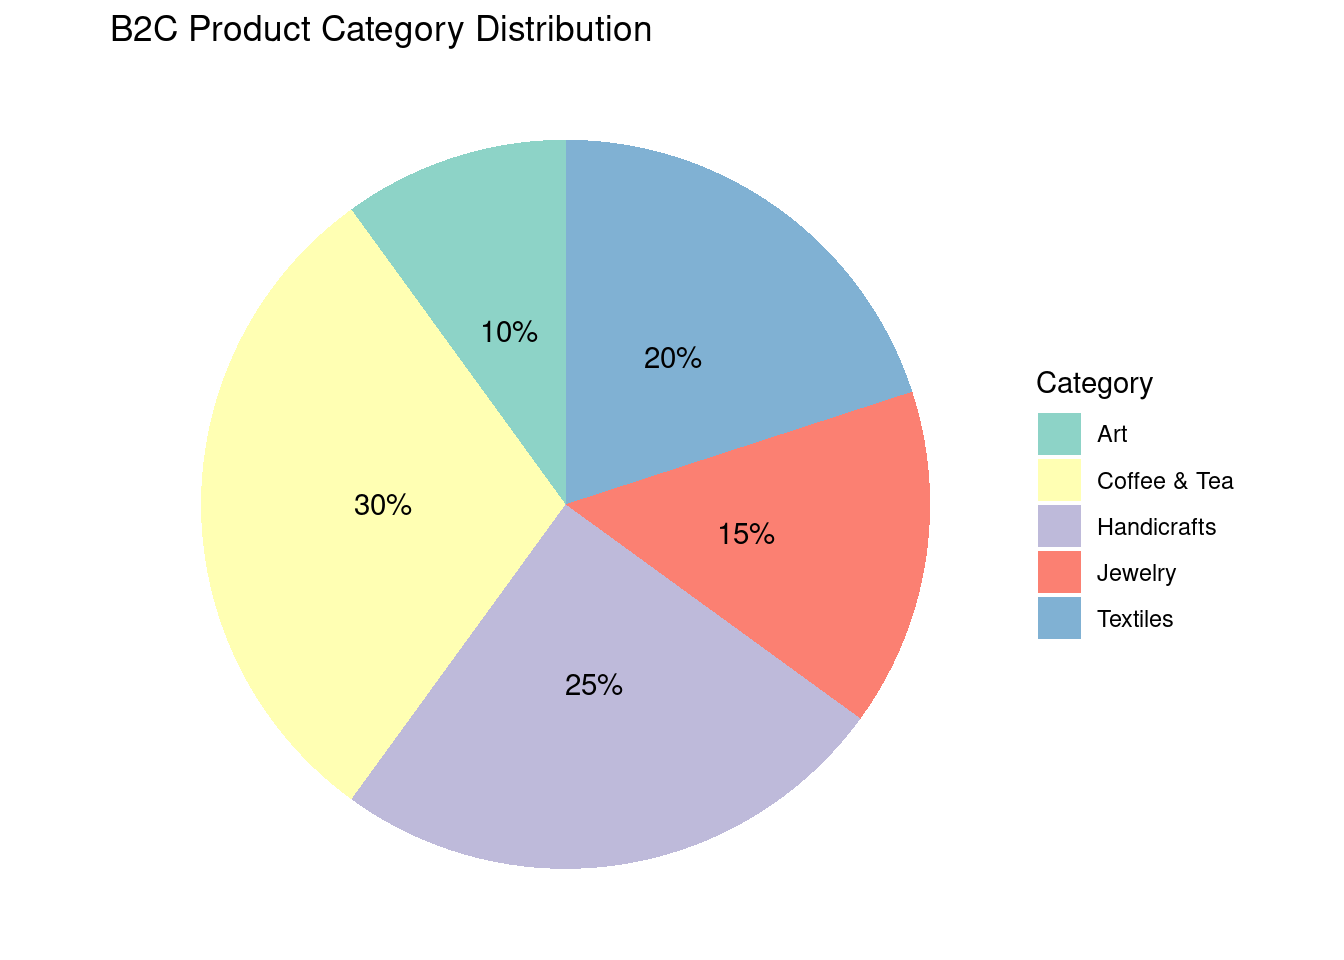 B2C Product Category Distribution
10%
20%
30%
15%
25%
Category
Art
Coffee & Tea
Handicrafts
Jewelry
Textiles